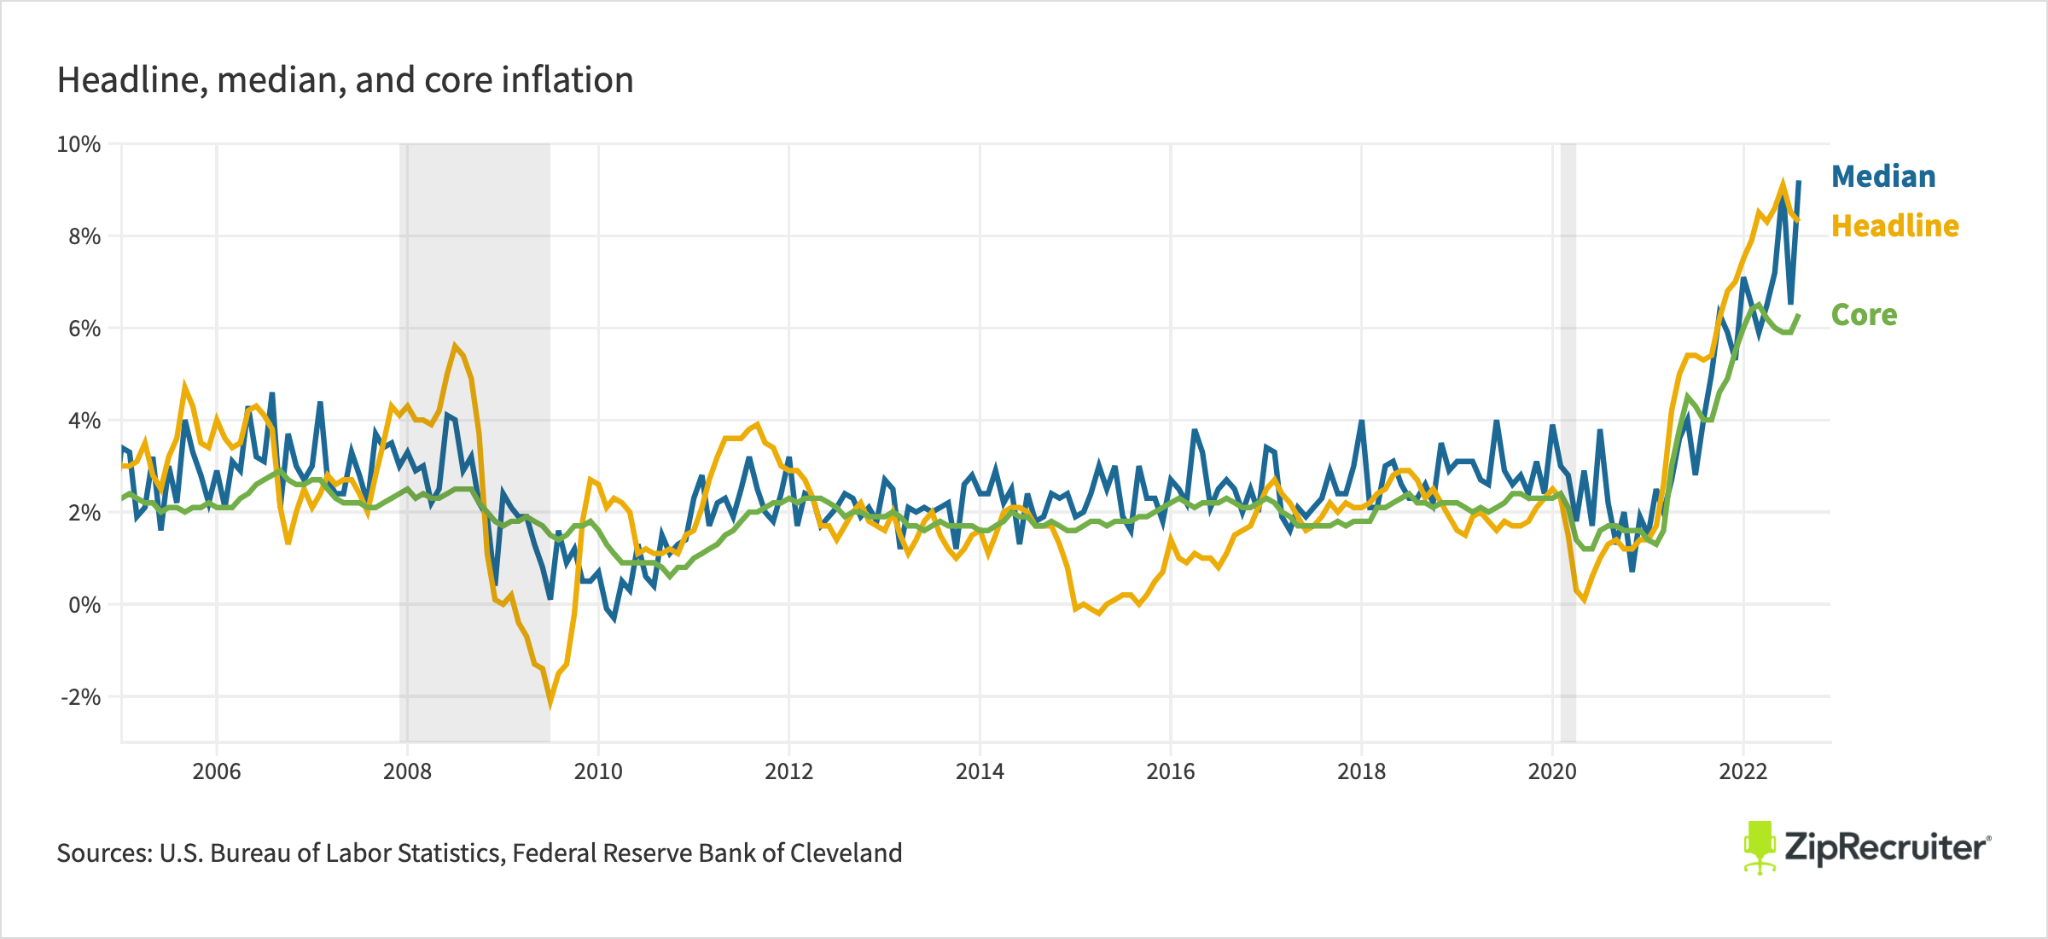 Headline, median, and core inflation
10%
8%
6%
4%
2%
0%
-2%
Median
Headline
Core
2006 2008 2010 2012 2014 2016 2018 2020 2022
Sources: U.S. Bureau of Labor Statistics, Federal Reserve Bank of Cleveland
ZipRecruiter®